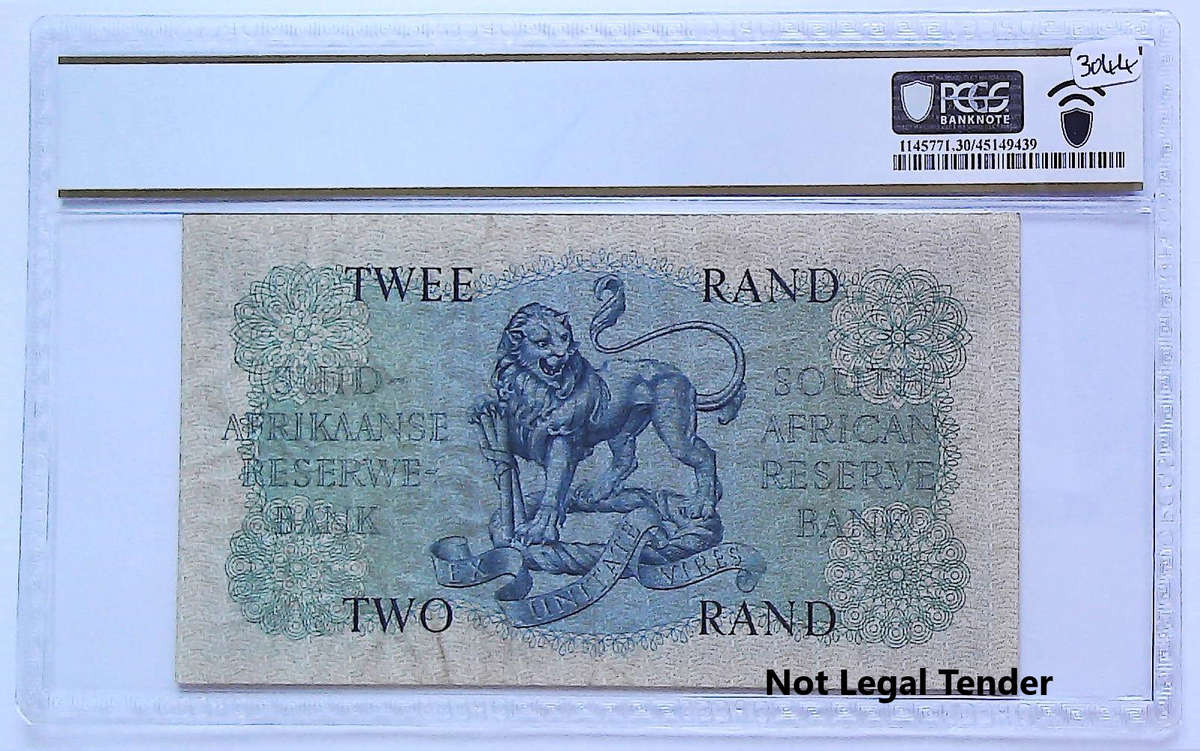 3044
PCGS
BANKNOTE
1145771.30/45149439
TWEE RAND
SUID-
AFRIKAANSE
RESERWE-
BANK
SOUTH
AFRICAN
RESERVE
BANK
EX UNITATE VIRES
TWO RAND
Not Legal Tender